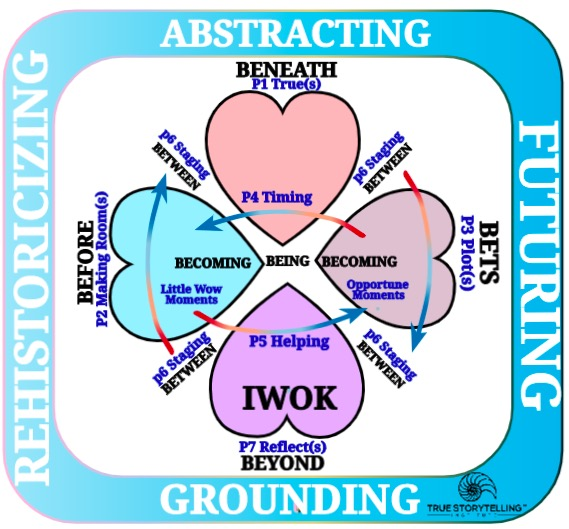 ABSTRACTING
REHISTORICIZING
FUTURING
BENEATH
P1 True(s)
p6 Staging
BETWEEN
p6 Staging
BETWEEN
P4 Timing
BEFORE
P2 Making Room(s)
BECOMING
BEING
BECOMING
BETS
P3 Plot(s)
Little Wow
Moments
Opportune
Moments
p6 Staging
BETWEEN
P5 Helping
p6 Staging
BETWEEN
IWOK
P7 Reflect(s)
BEYOND
GROUNDING
TRUE STORYTELLING
INSTITUTE